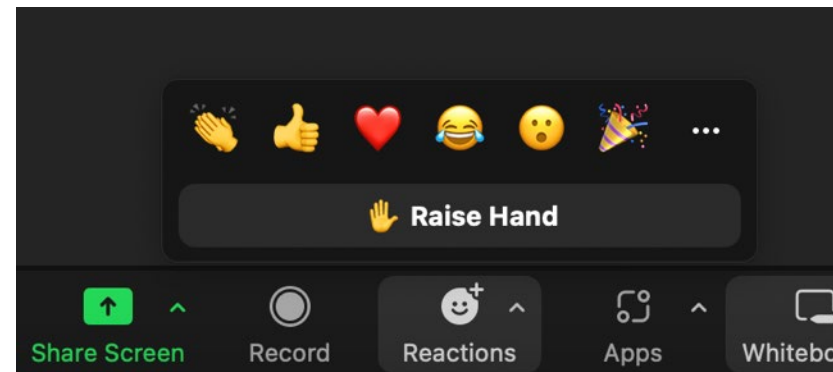 Raise Hand
Share Screen
Record
Reactions
Apps